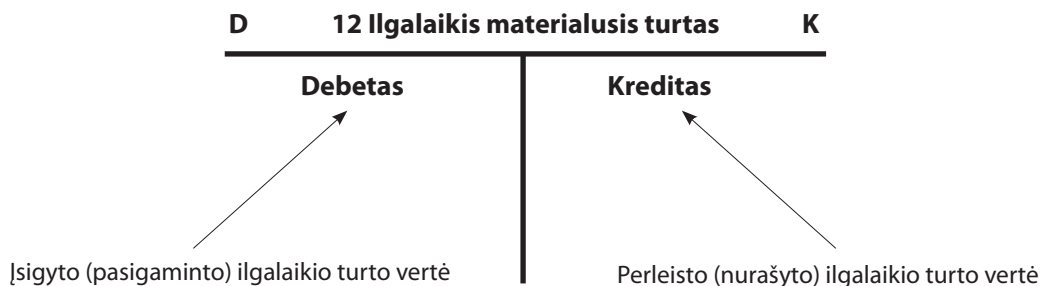 D 12 Ilgalaikis materialusis turtas K
Debetas Kreditas
Įsigyto (pasigaminto) ilgalaikio turto vertė Perleisto (nurašyto) ilgalaikio turto vertė